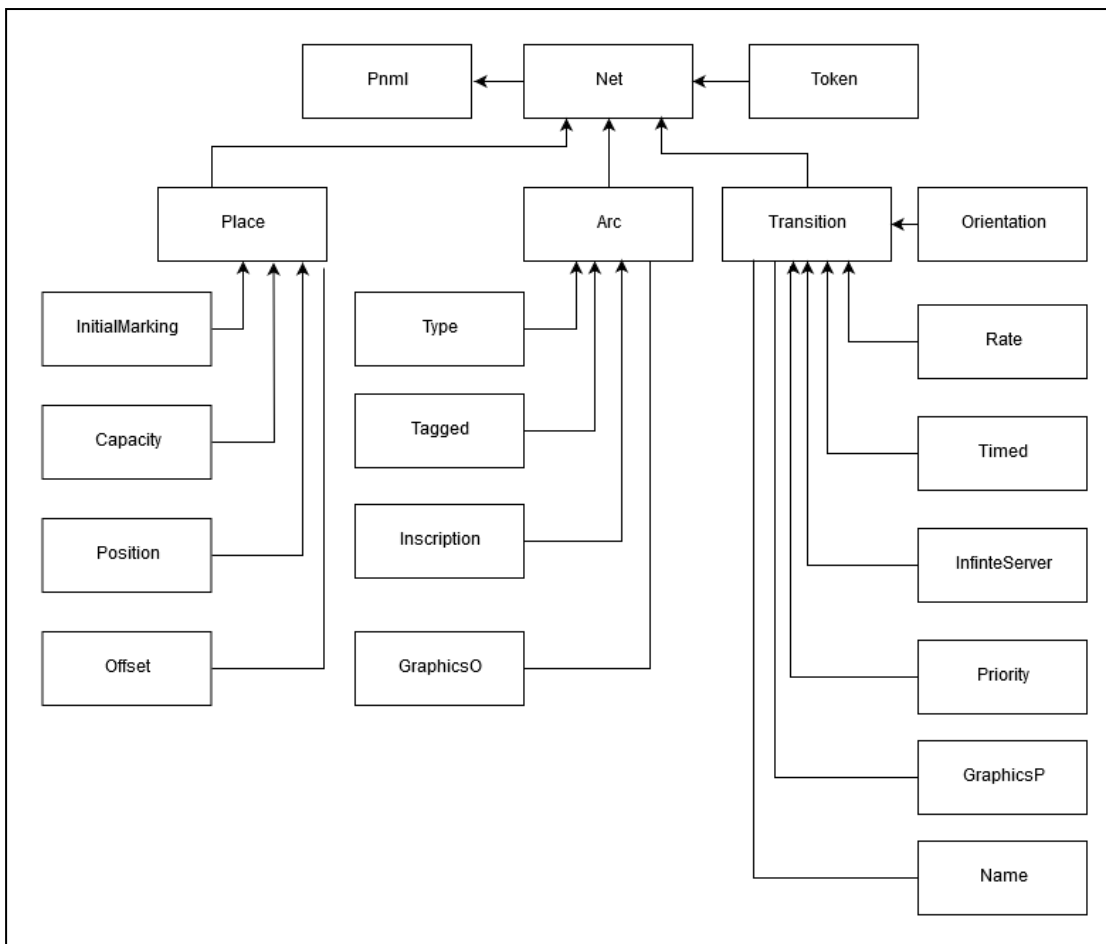 Pnml
Net
Token
Place
Arc
Transition
Orientation
InitialMarking
Type
Rate
Capacity
Tagged
Timed
Position
Inscription
InfinteServer
Offset
GraphicsO
Priority
GraphicsP
Name